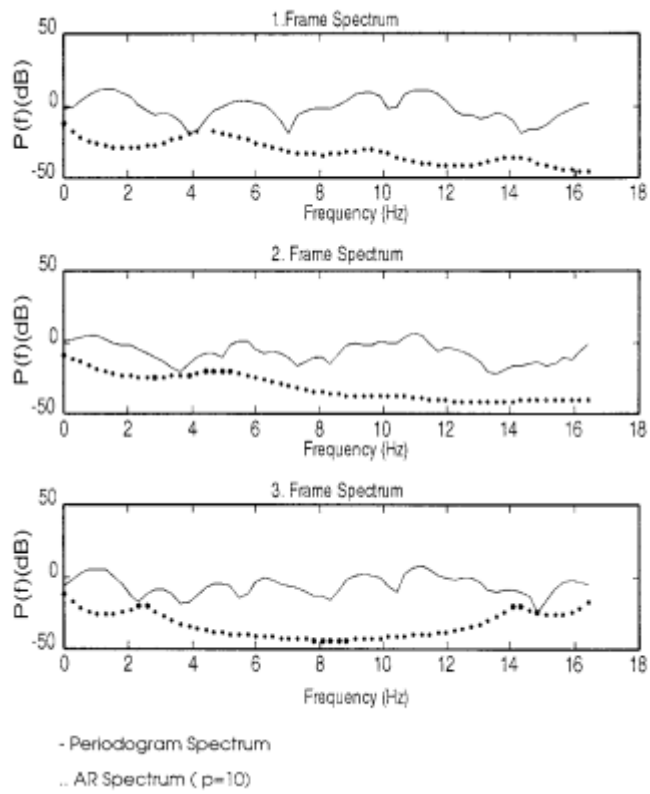 1.Frame Spectrum
50
0
-50
P(f)(dB)
0 2 4 6 8 10 12 14 16 18
Frequency (Hz)
2. Frame Spectrum
50
0
-50
P(f)(dB)
0 2 4 6 8 10 12 14 16 18
Frequency (Hz)
3. Frame Spectrum
50
0
-50
P(f)(dB)
0 2 4 6 8 10 12 14 16 18
Frequency (Hz)
- Periodogram Spectrum
.. AR Spectrum ( p=10)